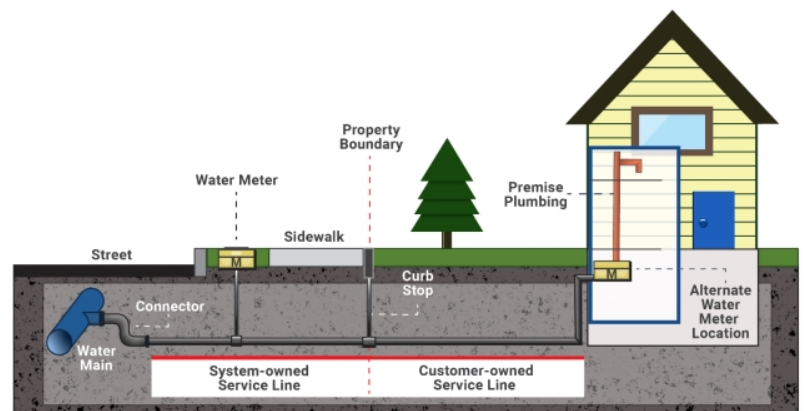 Property
Boundary
Water Meter
Premise
Plumbing
Sidewalk
Street
M
Curb
Stop
M
Connector
Alternate
Water
Meter
Location
Water
Main
System-owned
Service Line
Customer-owned
Service Line